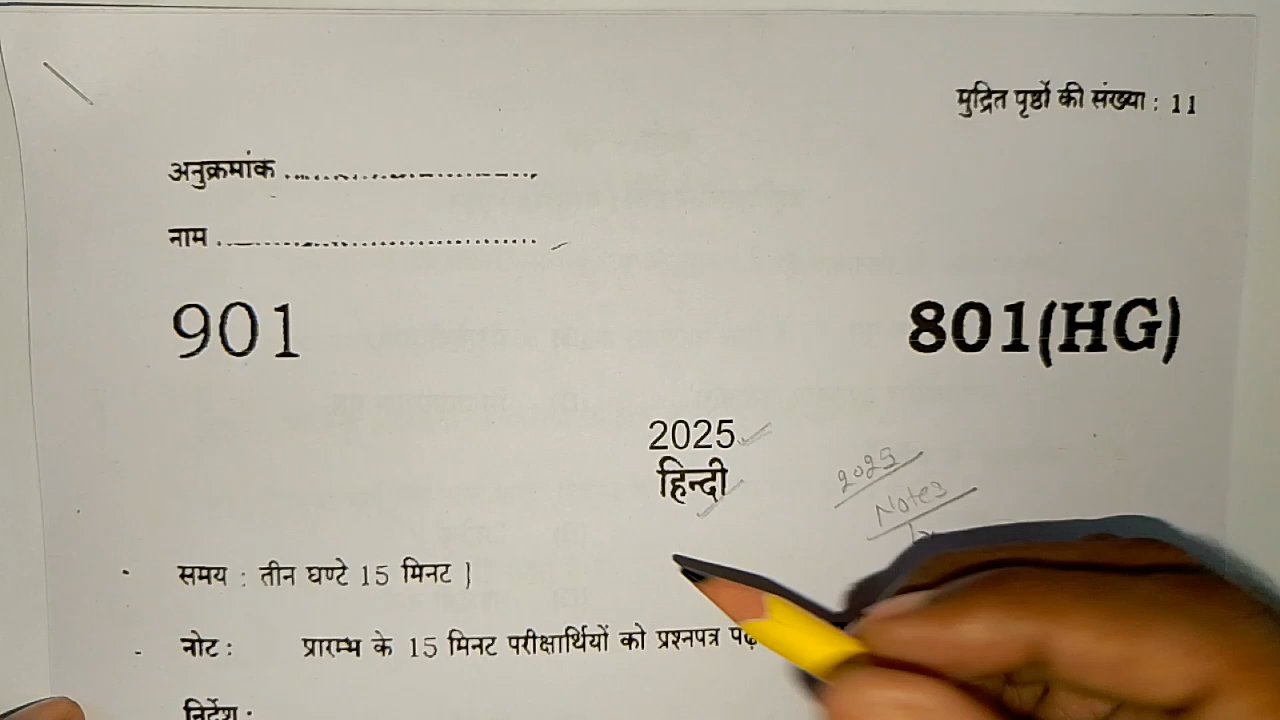 मुद्रित पृष्ठों की संख्या : 11
अनुक्रमांक ..............................
नाम ......................................
901
801(HG)
2025
हिन्दी
2025
Notes
समय : तीन घण्टे 15 मिनट ]
नोट : प्रारम्भ के 15 मिनट परीक्षार्थियों को प्रश्नपत्र
निर्देश :